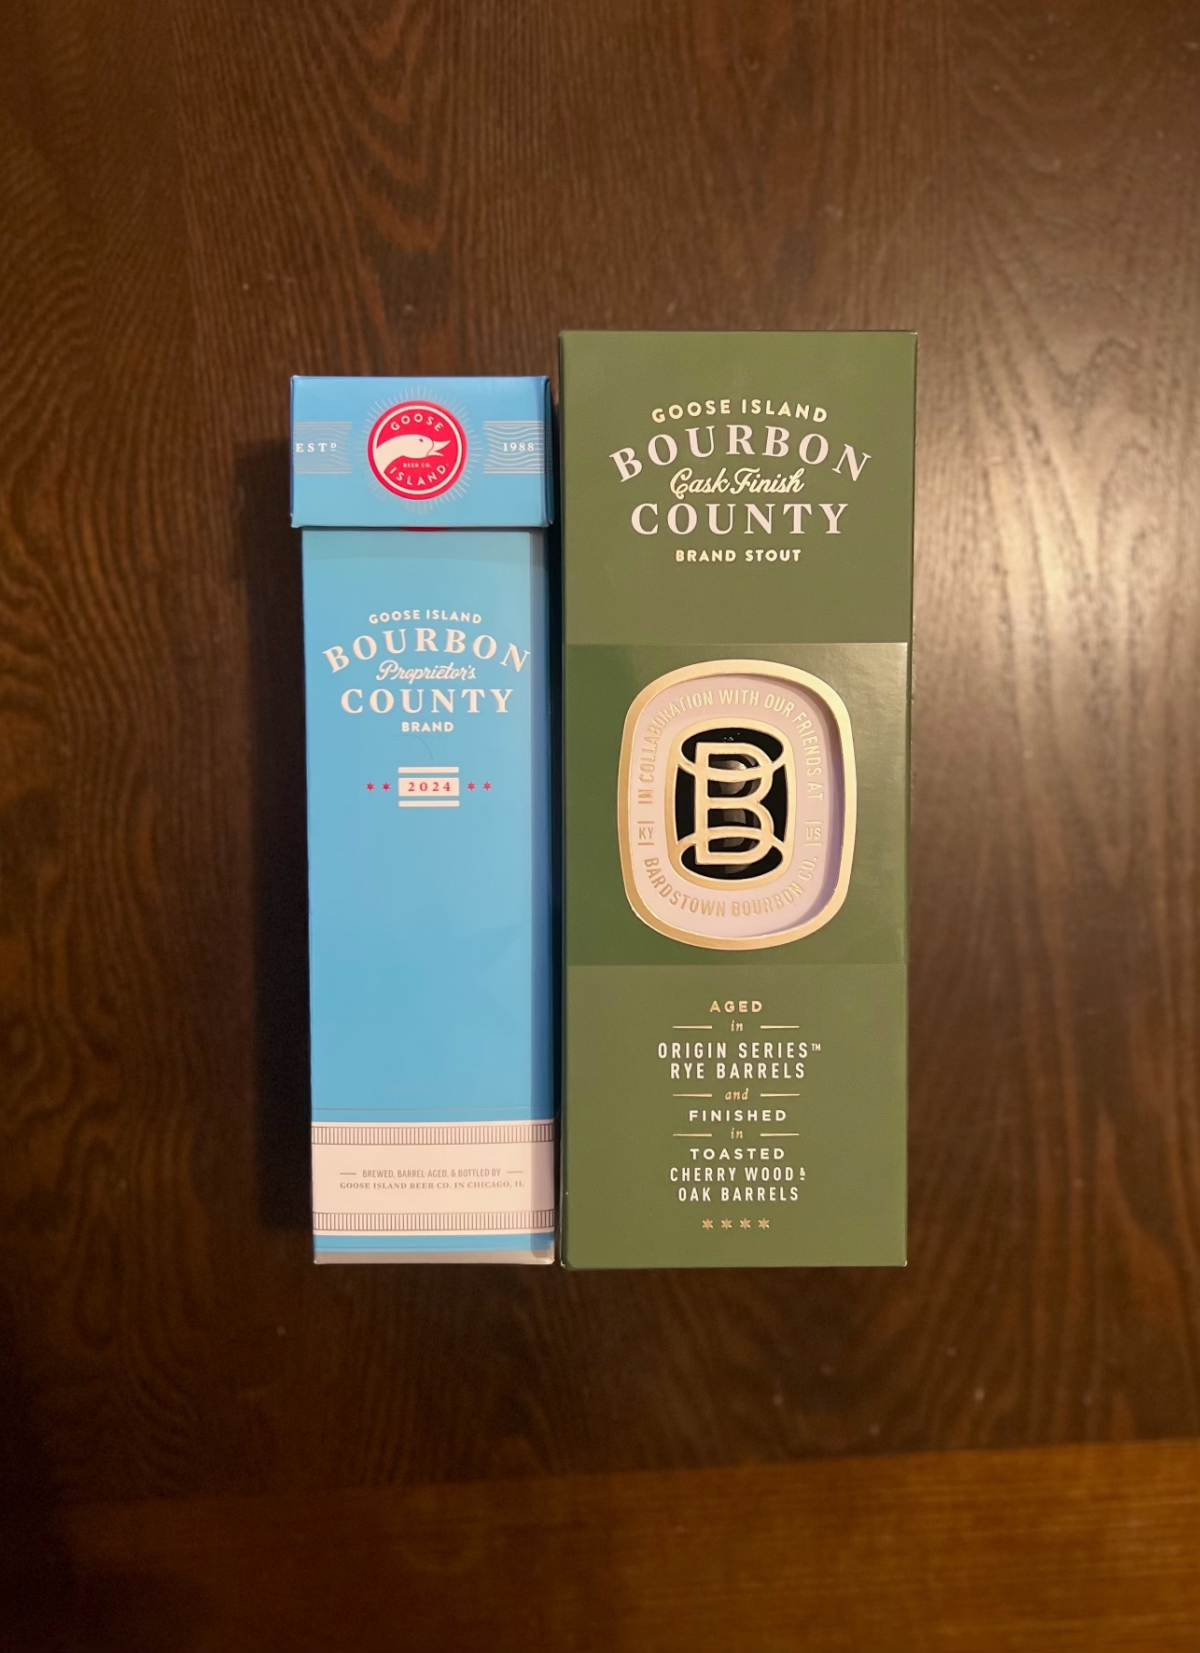 ESTD
GOOSE
BEER CO.
ISLAND
1988
GOOSE ISLAND
BOURBON
Proprietor's
COUNTY
BRAND
2024
BREWED, BARREL-AGED, & BOTTLED BY
GOOSE ISLAND BEER CO. IN CHICAGO, IL
GOOSE ISLAND
BOURBON
Cask Finish
COUNTY
BRAND STOUT
IN COLLABORATION WITH OUR FRIENDS AT
KY
B
US
BARDSTOWN BOURBON CO.
AGED
in
ORIGIN SERIES™
RYE BARRELS
and
FINISHED
in
TOASTED
CHERRY WOOD &
OAK BARRELS